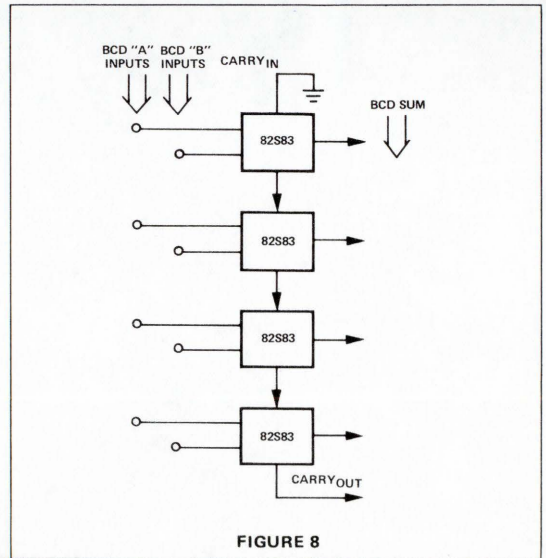 BCD "A" BCD "B"
INPUTS INPUTS CARRYIN
BCD SUM
82S83
82S83
82S83
82S83
CARRYOUT
FIGURE 8